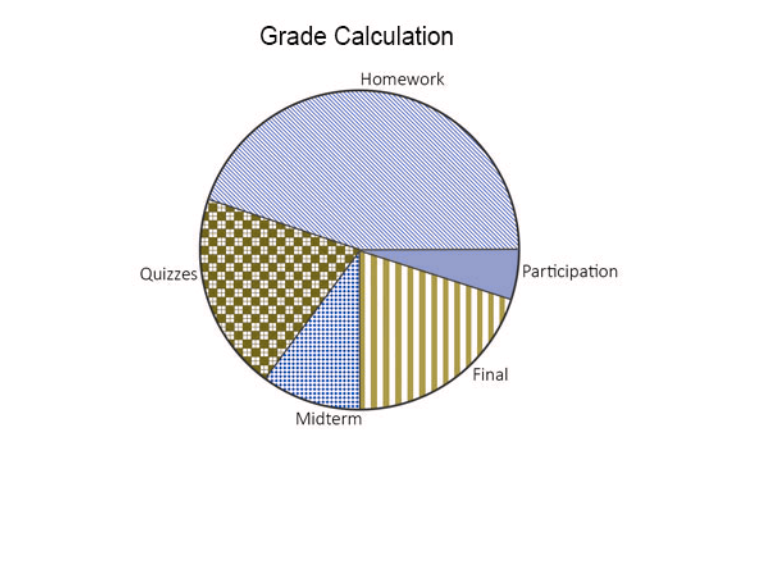 Grade Calculation
Homework
Quizzes
Participation
Final
Midterm